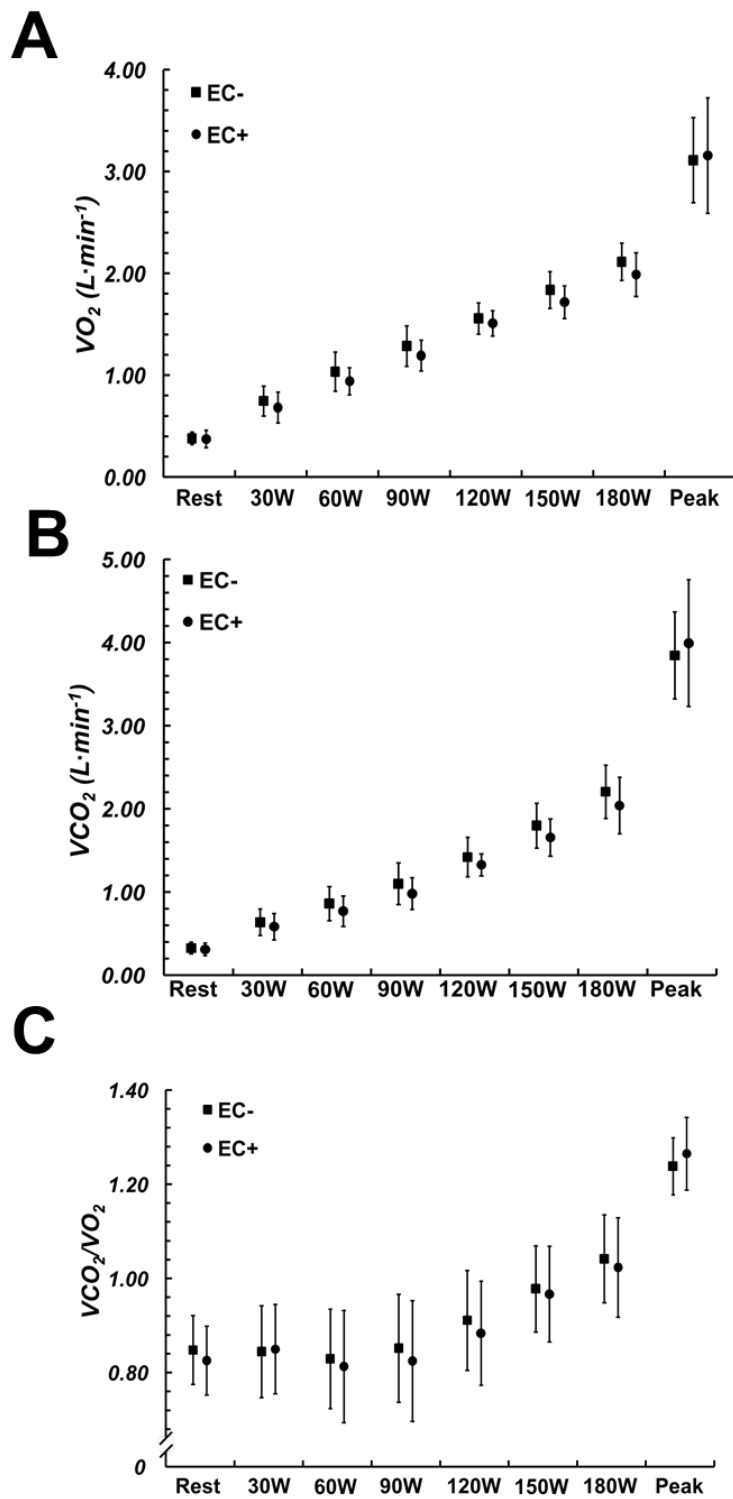 A
4.00
EC-
EC+
3.00
VO₂ (L·min⁻¹)
2.00
1.00
0.00
Rest 30W 60W 90W 120W 150W 180W Peak
B
5.00
EC-
EC+
4.00
VCO₂ (L·min⁻¹)
3.00
2.00
1.00
0.00
Rest 30W 60W 90W 120W 150W 180W Peak
C
1.40
EC-
EC+
1.20
VCO₂/VO₂
1.00
0.80
0
Rest 30W 60W 90W 120W 150W 180W Peak